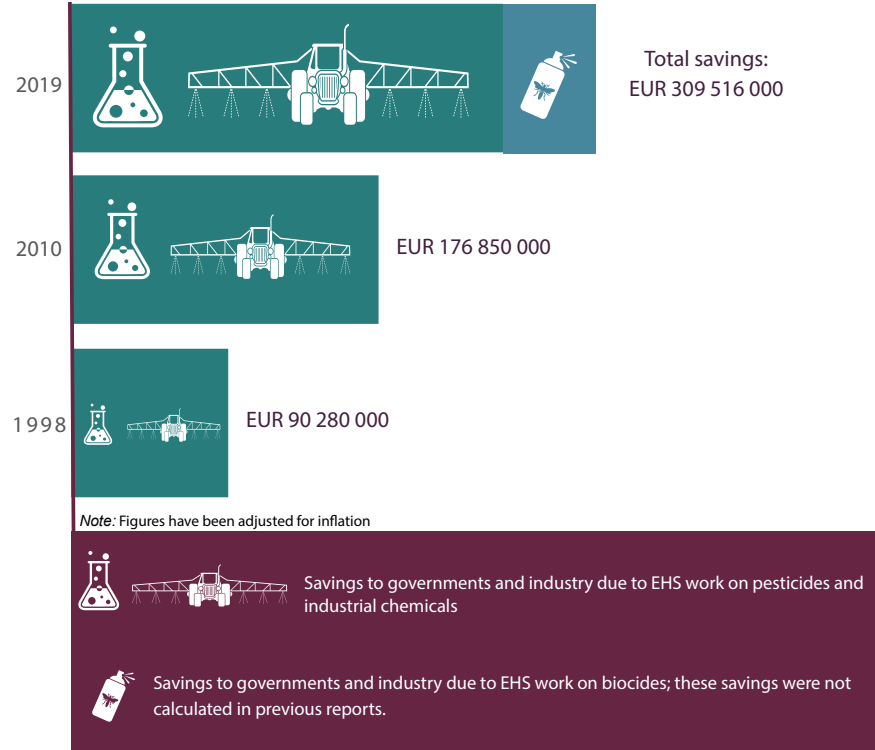 2019
Total savings:
EUR 309 516 000
2010
EUR 176 850 000
1998
EUR 90 280 000
Note: Figures have been adjusted for inflation
Savings to governments and industry due to EHS work on pesticides and
industrial chemicals
Savings to governments and industry due to EHS work on biocides; these savings were not
calculated in previous reports.